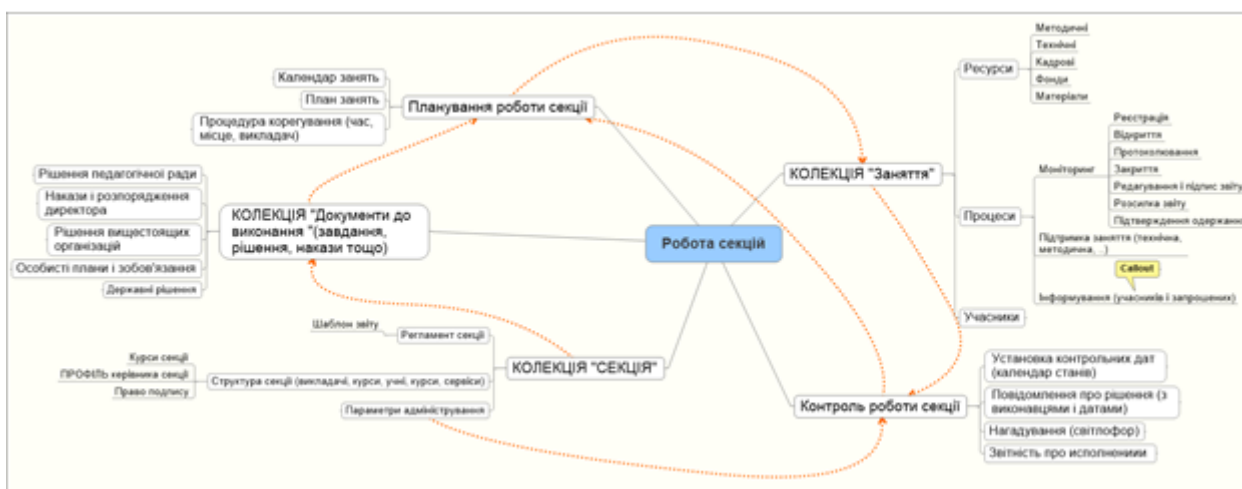 Робота секцій
Планування роботи секції
Календар занять
План занять
Процедура корегування (час,
місце, викладач)
КОЛЕКЦІЯ "Документи до
виконання "(завдання,
рішення, накази тощо)
Рішення педагогічної ради
Накази і розпорядження
директора
Рішення вищестоящих
організацій
Особисті плани і зобов'язання
Державні рішення
КОЛЕКЦІЯ "СЕКЦІЯ"
Регламент секції
Шаблон звіту
Структура секції (викладачі, курси, учні, курси, сервіси)
Курси секції
ПРОФІЛЬ керівника секції
Право подпису
Параметри адміністрування
КОЛЕКЦІЯ "Заняття"
Ресурси
Методичні
Технічні
Кадрові
Фонди
Матеріали
Процеси
Моніторинг
Реєстрація
Відкриття
Протоколювання
Закриття
Редагування і підпис звіту
Розсилка звіту
Підтверждення одержанн
Підтримка заняття (технічна,
методична, ..)
Callout
Інформування (учасників і запрошених)
Учасники
Контроль роботи секції
Установка контрольних дат
(календар станів)
Повідомлення про рішення (з
виконавцями і датами)
Нагадування (світлофор)
Звітність про исполнениии